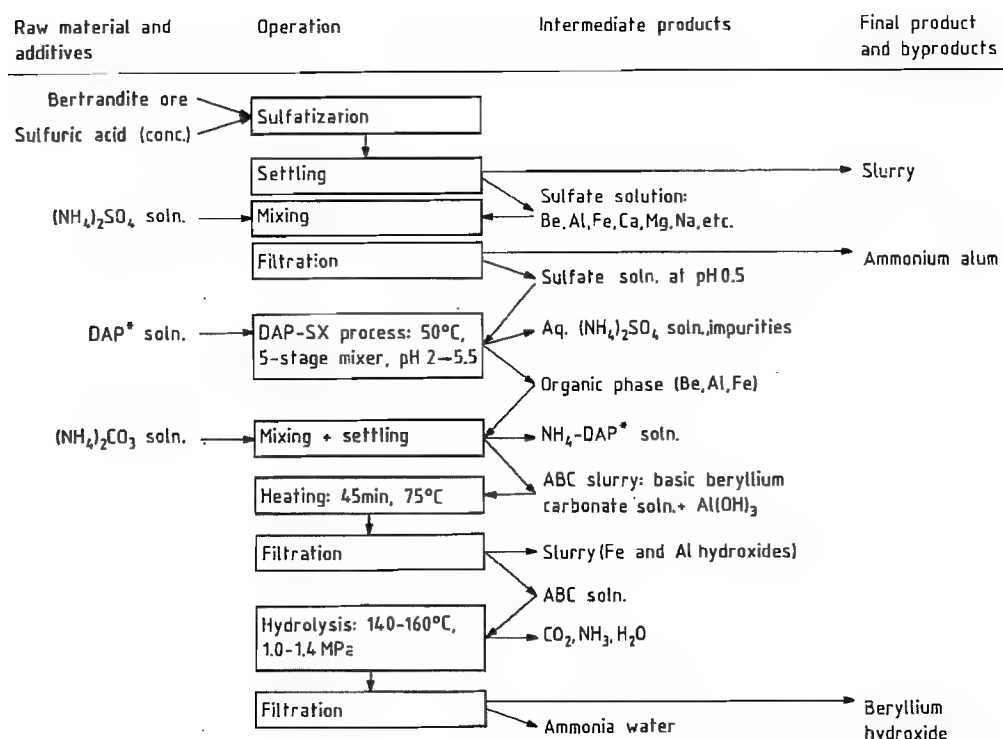 Raw material and additives
Operation
Intermediate products
Final product and byproducts
Bertrandite ore
Sulfuric acid (conc.)
Sulfatization
Settling
Slurry
Sulfate solution:
Be, Al, Fe, Ca, Mg, Na, etc.
(NH₄)₂SO₄ soln.
Mixing
Filtration
Ammonium alum
Sulfate soln. at pH 0.5
DAP* soln.
DAP-SX process: 50°C,
5-stage mixer, pH 2–5.5
Aq. (NH₄)₂SO₄ soln., impurities
Organic phase (Be, Al, Fe)
(NH₄)₂CO₃ soln.
Mixing + settling
NH₄-DAP* soln.
ABC slurry: basic beryllium
carbonate soln. + Al(OH)₃
Heating: 45min, 75°C
Filtration
Slurry (Fe and Al hydroxides)
ABC soln.
Hydrolysis: 140-160°C,
1.0-1.4 MPa
CO₂, NH₃, H₂O
Filtration
Ammonia water
Beryllium
hydroxide